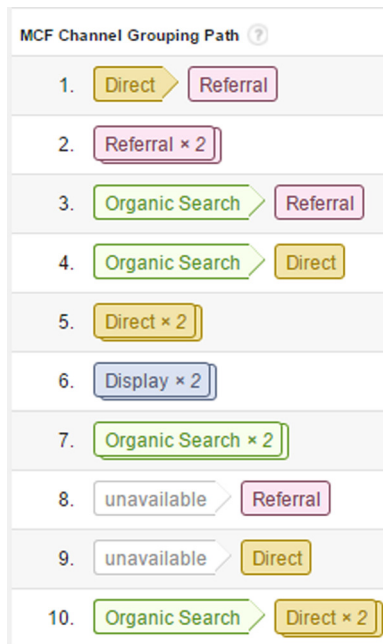 MCF Channel Grouping Path ?
1. Direct Referral
2. Referral × 2
3. Organic Search Referral
4. Organic Search Direct
5. Direct × 2
6. Display × 2
7. Organic Search × 2
8. unavailable Referral
9. unavailable Direct
10. Organic Search Direct × 2